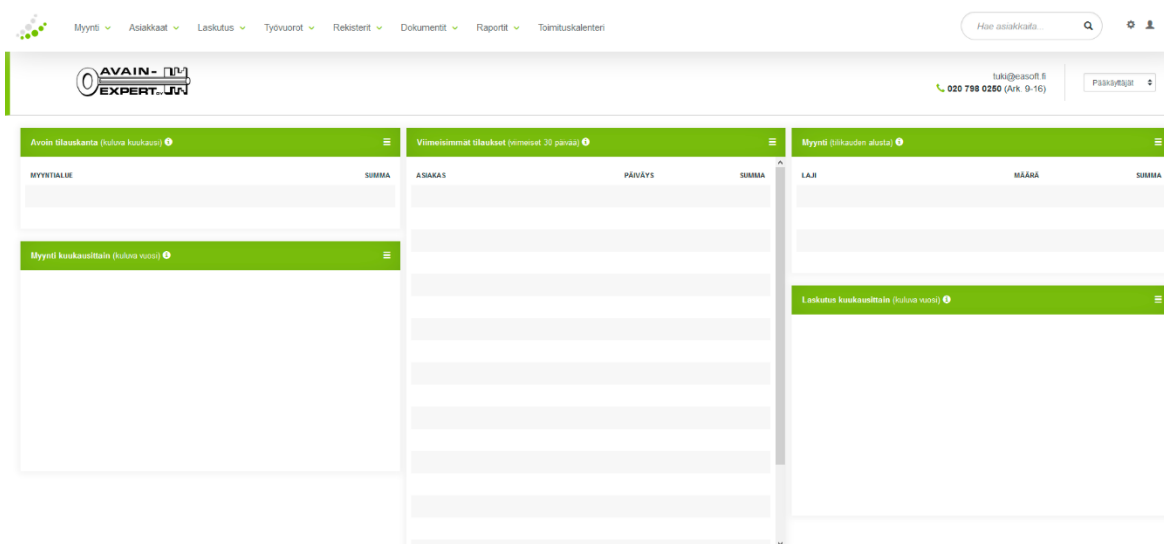 Myynti Asiakkaat Laskutus Työvuorot Rekisterit Dokumentit Raportit Toimituskalenteri
Hae asiakkaita...
AVAIN-
EXPERT OY
tuki@easoft.fi
020 798 0250 (Ark. 9-16)
Pääkäyttäjät
Avoin tilauskanta (kuluva kuukausi)
MYYNTIALUE SUMMA
Myynti kuukausittain (kuluva vuosi)
Viimeisimmät tilaukset (viimeiset 30 päivää)
ASIAKAS PÄIVÄYS SUMMA
Myynti (tilikauden alusta)
LAJI MÄÄRÄ SUMMA
Laskutus kuukausittain (kuluva vuosi)